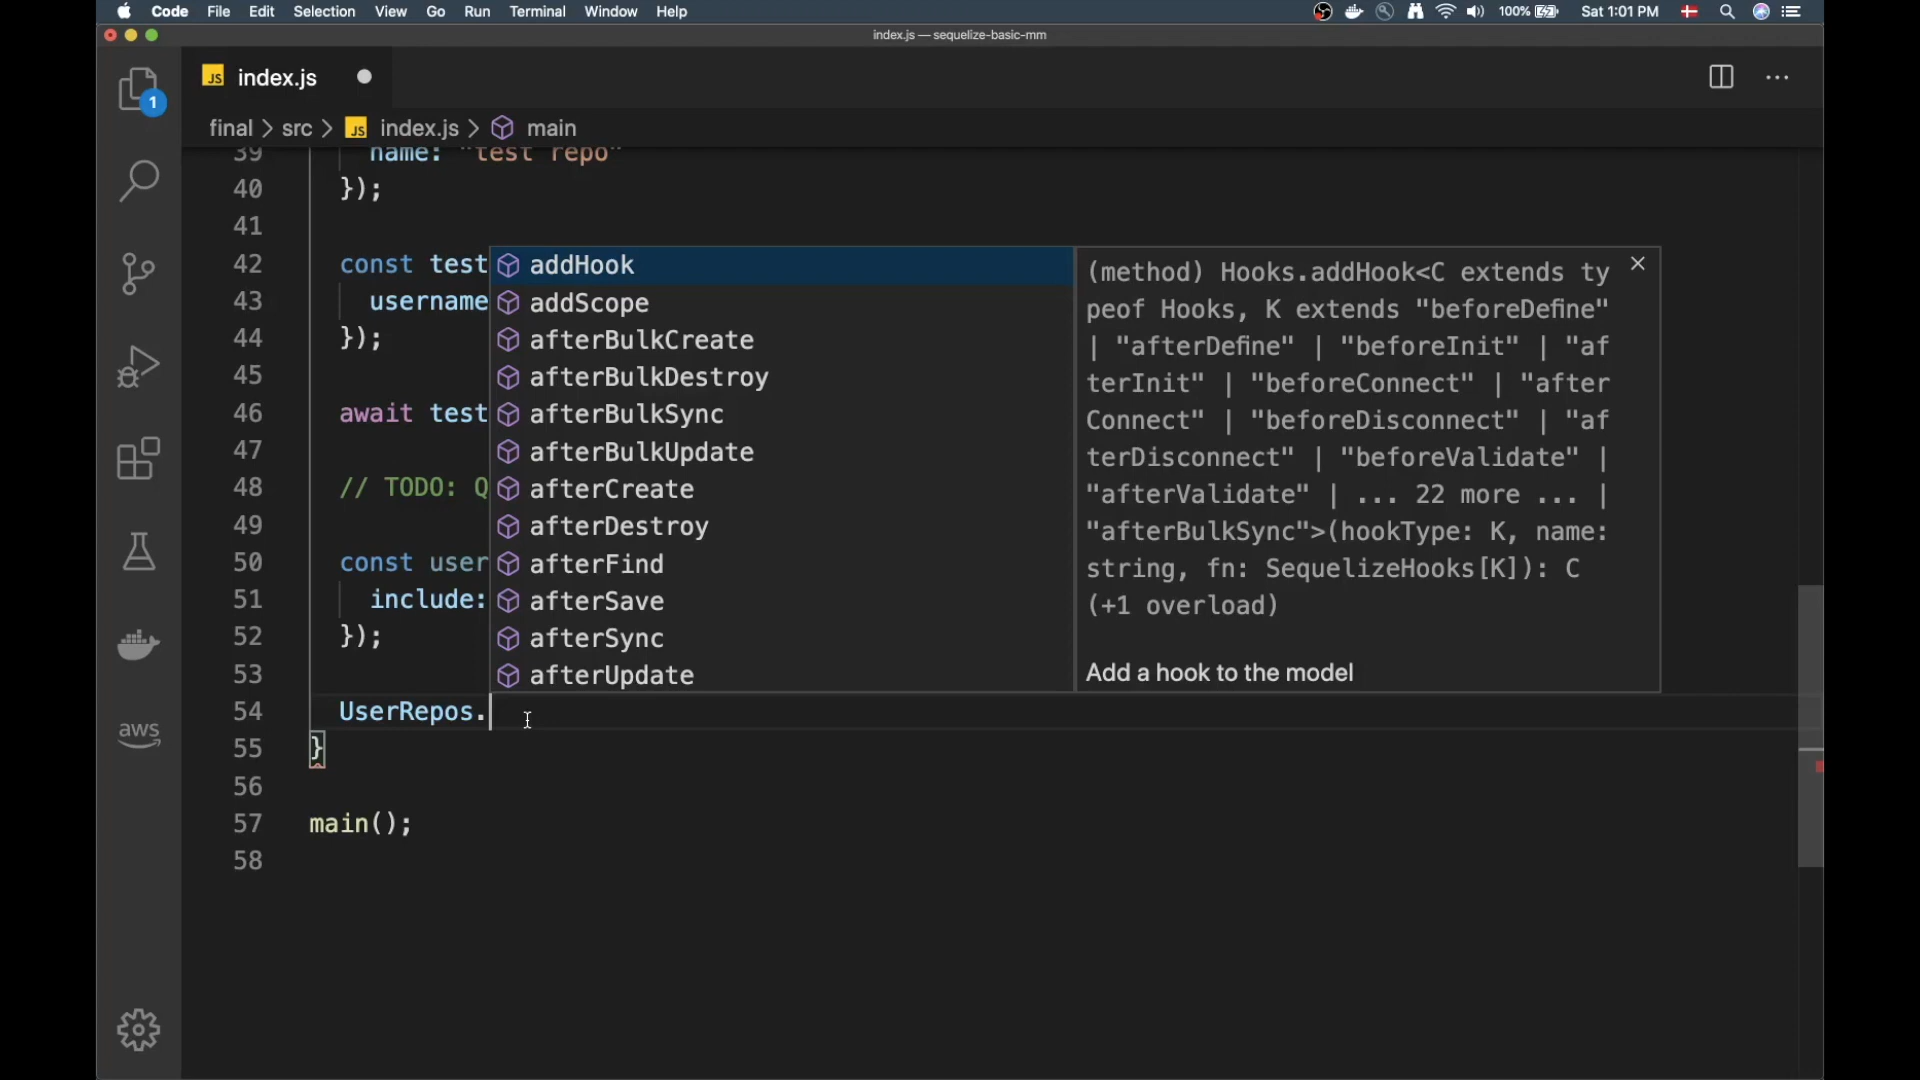 Code File Edit Selection View Go Run Terminal Window Help 100% Sat 1:01 PM
index.js — sequelize-basic-mm
JS index.js
1
final > src > JS index.js > main
39 name: "test repo"
40 });
41
42 const test
43 username
44 });
45
46 await test
47
48 // TODO: Q
49
50 const user
51 include:
52 });
53
54 UserRepos.
55 }
56
57 main();
58
addHook
addScope
afterBulkCreate
afterBulkDestroy
afterBulkSync
afterBulkUpdate
afterCreate
afterDestroy
afterFind
afterSave
afterSync
afterUpdate
(method) Hooks.addHook<C extends ty
peof Hooks, K extends "beforeDefine"
| "afterDefine" | "beforeInit" | "af
terInit" | "beforeConnect" | "after
Connect" | "beforeDisconnect" | "af
terDisconnect" | "beforeValidate" |
"afterValidate" | ... 22 more ... |
"afterBulkSync">(hookType: K, name:
string, fn: SequelizeHooks[K]): C
(+1 overload)
Add a hook to the model
aws